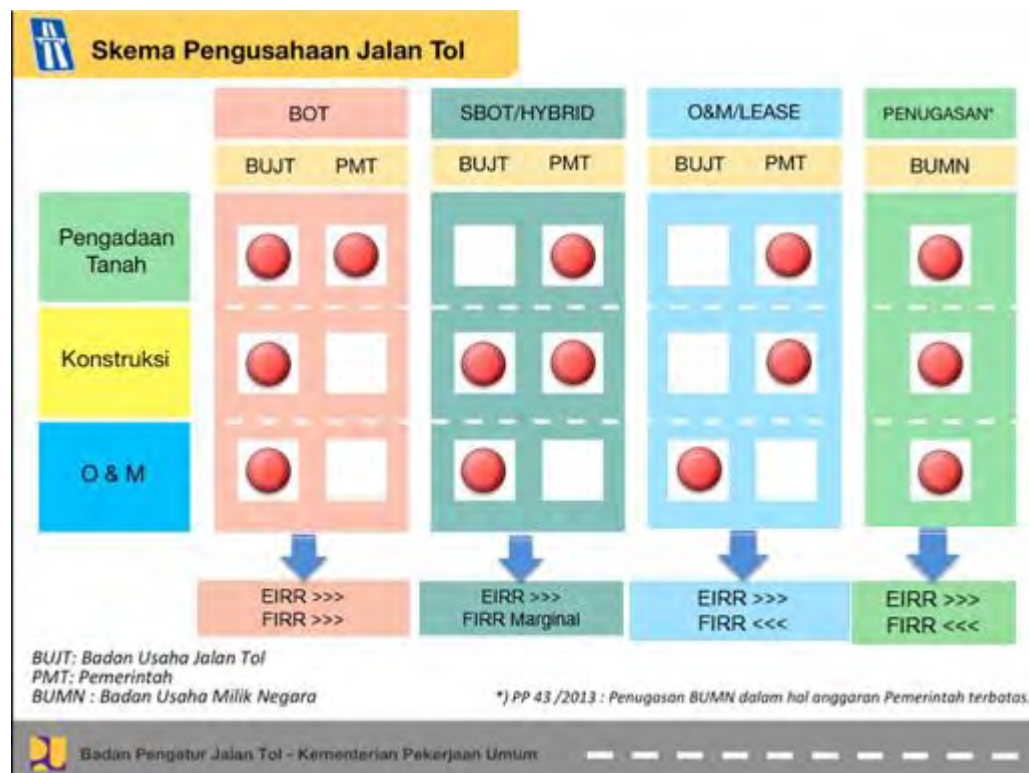 Skema Pengusahaan Jalan Tol
BOT
SBOT/HYBRID
O&M/LEASE
PENUGASAN*
BUJT PMT
BUJT PMT
BUJT PMT
BUMN
Pengadaan
Tanah
Konstruksi
O & M
EIRR >>>
FIRR >>>
EIRR >>>
FIRR Marginal
EIRR >>>
FIRR <<<
EIRR >>>
FIRR <<<
BUJT: Badan Usaha Jalan Tol
PMT: Pemerintah
BUMN : Badan Usaha Milik Negara
*) PP 43 /2013 : Penugasan BUMN dalam hal anggaran Pemerintah terbatas.
Badan Pengatur Jalan Tol - Kementerian Pekerjaan Umum